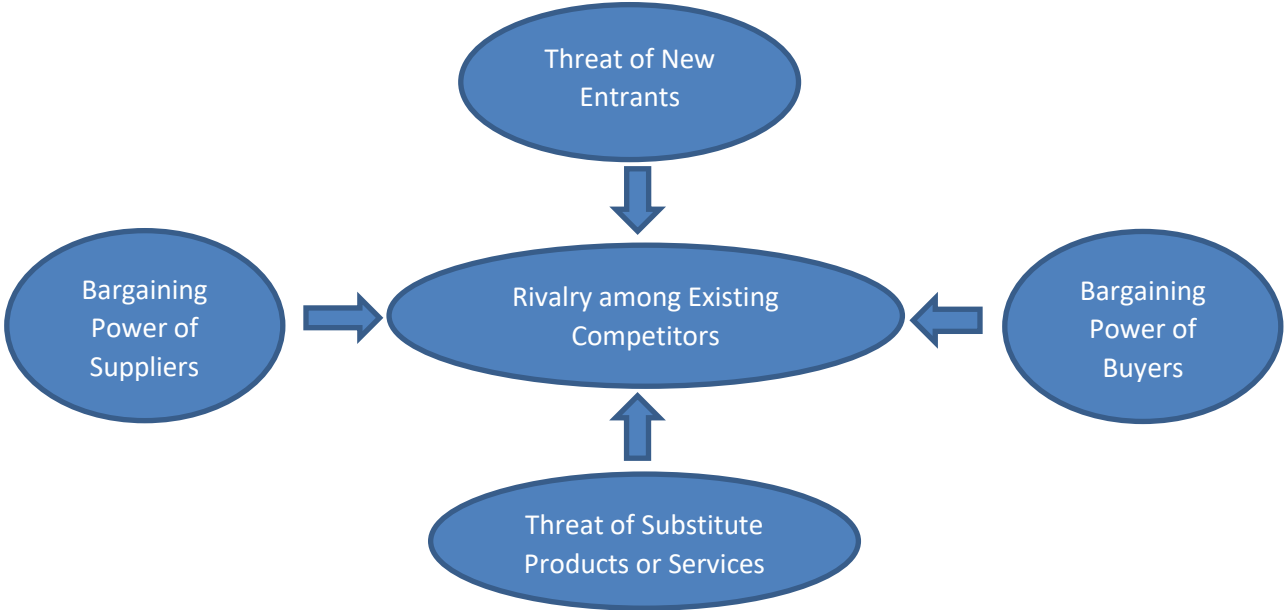 Threat of New
Entrants
Bargaining
Power of
Suppliers
Rivalry among Existing
Competitors
Bargaining
Power of
Buyers
Threat of Substitute
Products or Services